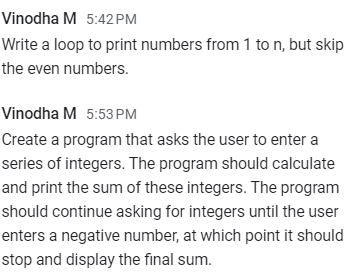 Vinodha M 5:42 PM
Write a loop to print numbers from 1 to n, but skip
the even numbers.
Vinodha M 5:53 PM
Create a program that asks the user to enter a
series of integers. The program should calculate
and print the sum of these integers. The program
should continue asking for integers until the user
enters a negative number, at which point it should
stop and display the final sum.